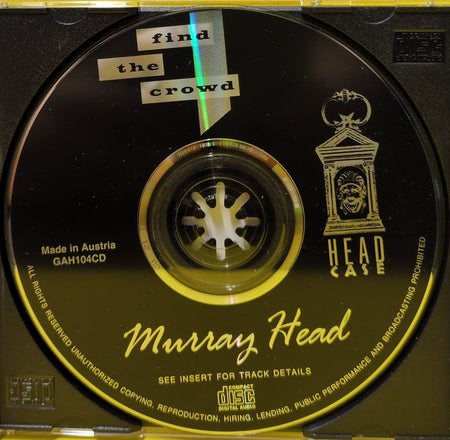 find
the
crowd
HEAD
CASE
Made in Austria
GAH104CD
Murray Head
SEE INSERT FOR TRACK DETAILS
COMPACT
disc
DIGITAL AUDIO
ALL RIGHTS RESERVED UNAUTHORIZED COPYING, REPRODUCTION, HIRING, LENDING, PUBLIC PERFORMANCE AND BROADCASTING PROHIBITED